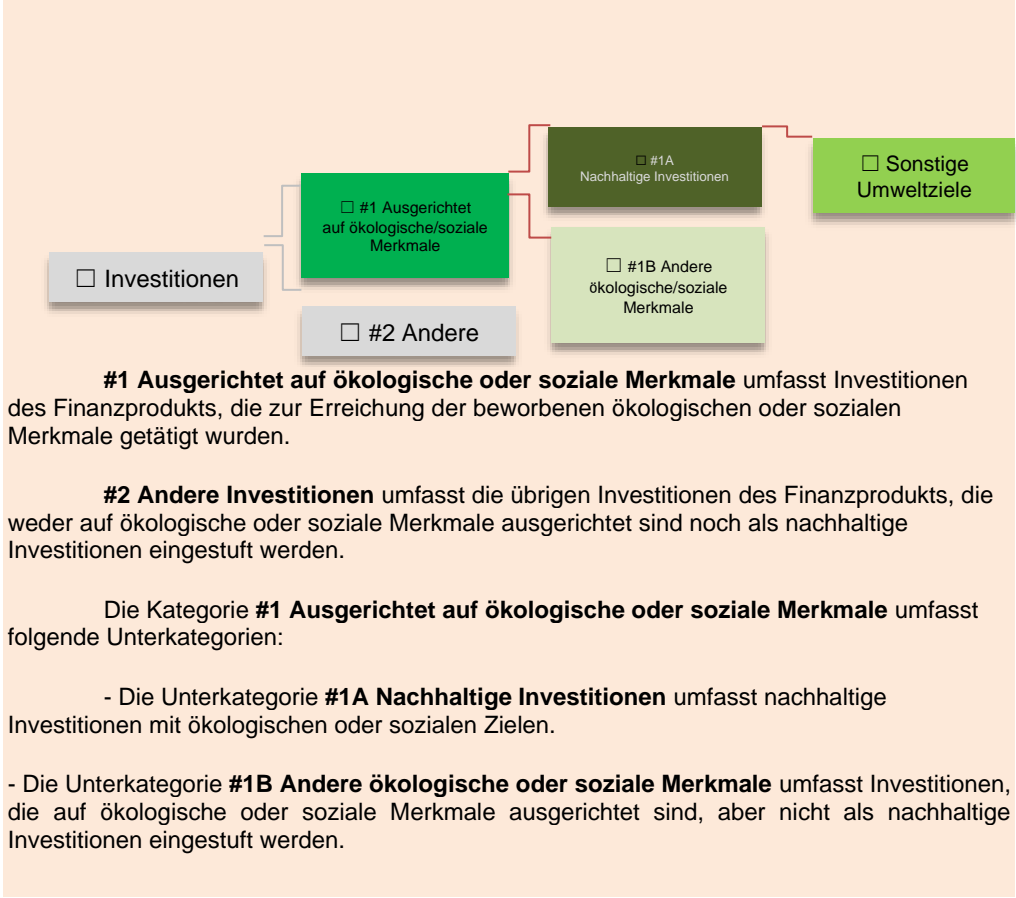 ☐ #1A
Nachhaltige Investitionen
☐ Sonstige
Umweltziele
☐ #1 Ausgerichtet
auf ökologische/soziale
Merkmale
☐ Investitionen
☐ #1B Andere
ökologische/soziale
Merkmale
☐ #2 Andere
#1 Ausgerichtet auf ökologische oder soziale Merkmale umfasst Investitionen
des Finanzprodukts, die zur Erreichung der beworbenen ökologischen oder sozialen
Merkmale getätigt wurden.
#2 Andere Investitionen umfasst die übrigen Investitionen des Finanzprodukts, die
weder auf ökologische oder soziale Merkmale ausgerichtet sind noch als nachhaltige
Investitionen eingestuft werden.
Die Kategorie #1 Ausgerichtet auf ökologische oder soziale Merkmale umfasst
folgende Unterkategorien:
- Die Unterkategorie #1A Nachhaltige Investitionen umfasst nachhaltige
Investitionen mit ökologischen oder sozialen Zielen.
- Die Unterkategorie #1B Andere ökologische oder soziale Merkmale umfasst Investitionen,
die auf ökologische oder soziale Merkmale ausgerichtet sind, aber nicht als nachhaltige
Investitionen eingestuft werden.